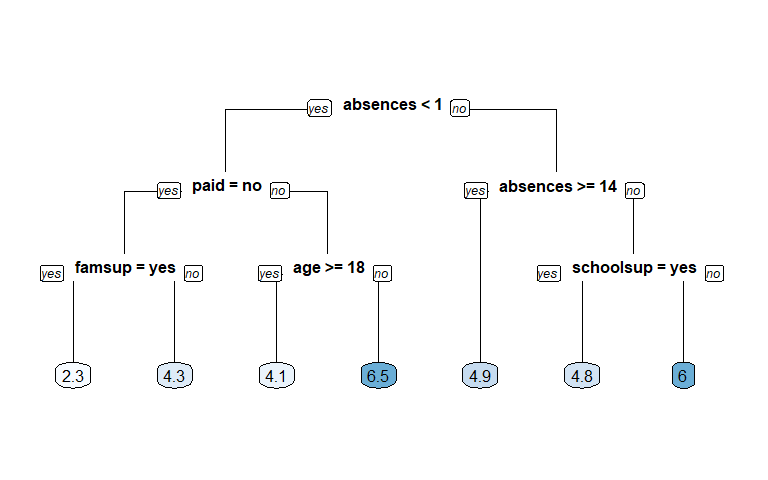 yes absences < 1 no
yes paid = no no yes absences >= 14 no
yes famsup = yes no yes age >= 18 no yes schoolsup = yes no
2.3 4.3 4.1 6.5 4.9 4.8 6